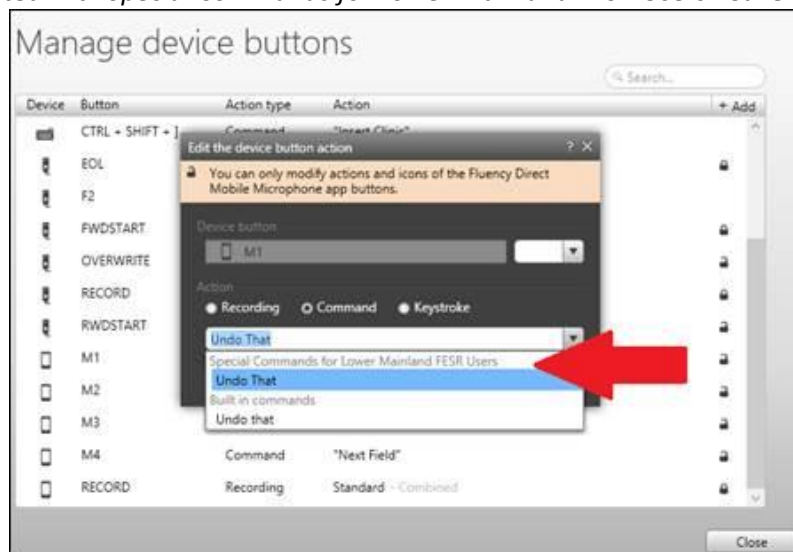 Manage device buttons
Search...
Device Button Action type Action + Add
CTRL + SHIFT + ] Command "Insert Clinic"
EOL
F2
FWDSTART
OVERWRITE
RECORD
RWDSTART
M1
M2
M3
M4 Command "Next Field"
RECORD Recording Standard - Combined
Edit the device button action ? X
You can only modify actions and icons of the Fluency Direct
Mobile Microphone app buttons.
Device button
M1
Action
Recording Command Keystroke
Undo That
Special Commands for Lower Mainland FESR Users
Undo That
Built in commands
Undo that
Close